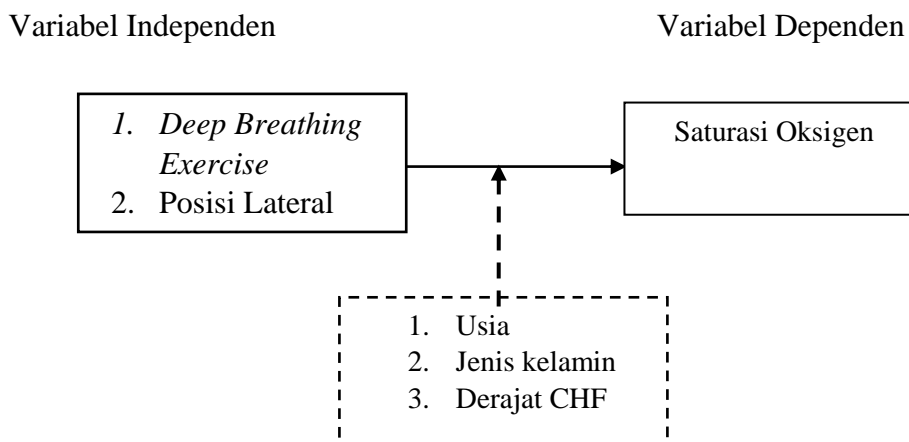 Variabel Independen
Variabel Dependen
1. Deep Breathing
Exercise
2. Posisi Lateral
Saturasi Oksigen
1. Usia
2. Jenis kelamin
3. Derajat CHF